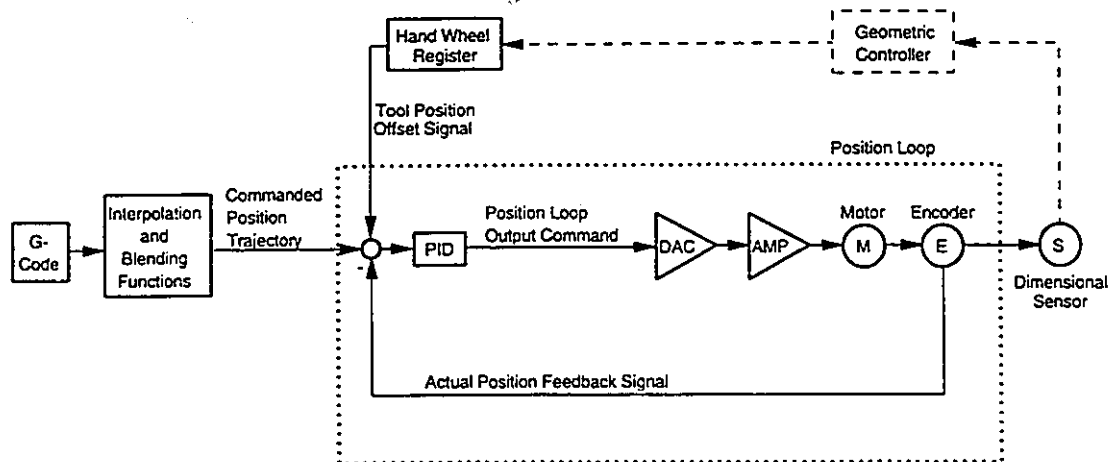 Hand Wheel
Register
Geometric
Controller
Tool Position
Offset Signal
Position Loop
G-
Code
Interpolation
and
Blending
Functions
Commanded
Position
Trajectory
-
PID
Position Loop
Output Command
DAC
AMP
Motor
M
Encoder
E
S
Dimensional
Sensor
Actual Position Feedback Signal